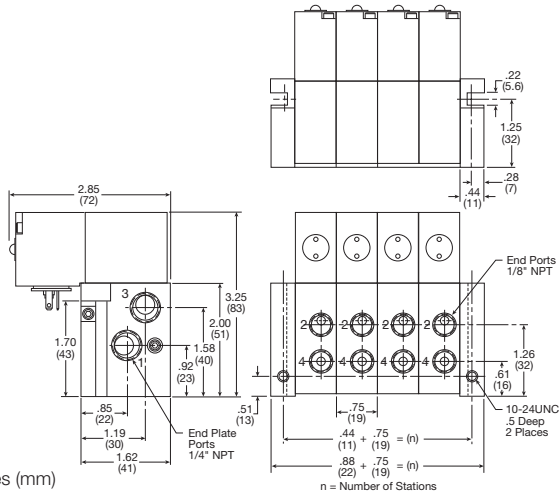 .22
(5.6)
1.25
(32)
.28
(7)
.44
(11)
2.85
(72)
3
1
1.70
(43)
3.25
(83)
2.00
(51)
1.58
(40)
.92
(23)
.85
(22)
1.19
(30)
1.62
(41)
End Plate
Ports
1/4" NPT
End Ports
1/8" NPT
2 2 2 2
4 4 4 4
1.26
(32)
.61
(16)
.51
(13)
.75
(19)
10-24UNC
.5 Deep
2 Places
.44 + .75 = (n)
(11) (19)
.88 + .75 = (n)
(22) (19)
n = Number of Stations
es (mm)